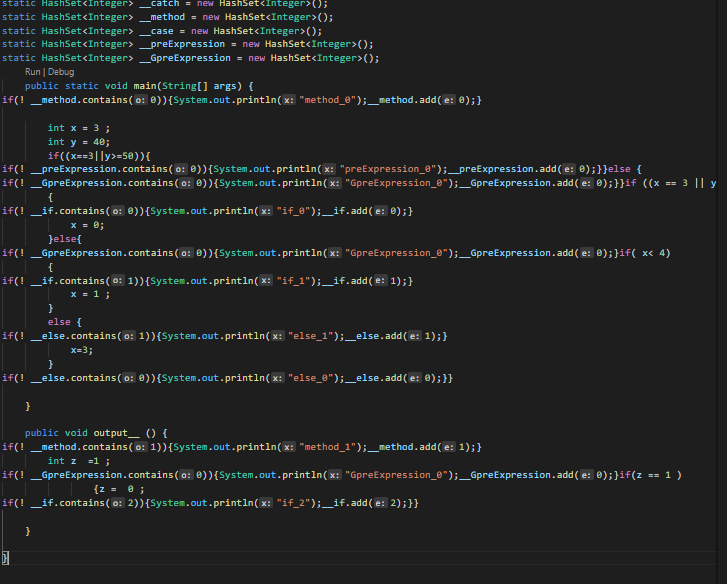 static HashSet<Integer> __catch = new HashSet<Integer>();
static HashSet<Integer> __method = new HashSet<Integer>();
static HashSet<Integer> __case = new HashSet<Integer>();
static HashSet<Integer> __preExpression = new HashSet<Integer>();
static HashSet<Integer> __GpreExpression = new HashSet<Integer>();
Run | Debug
public static void main(String[] args) {
if(! __method.contains(o: 0)){System.out.println(x: "method_0");__method.add(e: 0);}
int x = 3 ;
int y = 40;
if((x==3||y>=50)){
if(! __preExpression.contains(o: 0)){System.out.println(x: "preExpression_0");__preExpression.add(e: 0);}}else {
if(! __GpreExpression.contains(o: 0)){System.out.println(x: "GpreExpression_0");__GpreExpression.add(e: 0);}}if ((x == 3 || y
{
if(! __if.contains(o: 0)){System.out.println(x: "if_0");__if.add(e: 0);}
x = 0;
}else{
if(! __GpreExpression.contains(o: 0)){System.out.println(x: "GpreExpression_0");__GpreExpression.add(e: 0);}if( x< 4)
{
if(! __if.contains(o: 1)){System.out.println(x: "if_1");__if.add(e: 1);}
x = 1 ;
}
else {
if(! __else.contains(o: 1)){System.out.println(x: "else_1");__else.add(e: 1);}
x=3;
}
if(! __else.contains(o: 0)){System.out.println(x: "else_0");__else.add(e: 0);}}
}
public void output__ () {
if(! __method.contains(o: 1)){System.out.println(x: "method_1");__method.add(e: 1);}
int z  =1 ;
if(! __GpreExpression.contains(o: 0)){System.out.println(x: "GpreExpression_0");__GpreExpression.add(e: 0);}if(z == 1 )
{z =  0 ;
if(! __if.contains(o: 2)){System.out.println(x: "if_2");__if.add(e: 2);}}
}
}